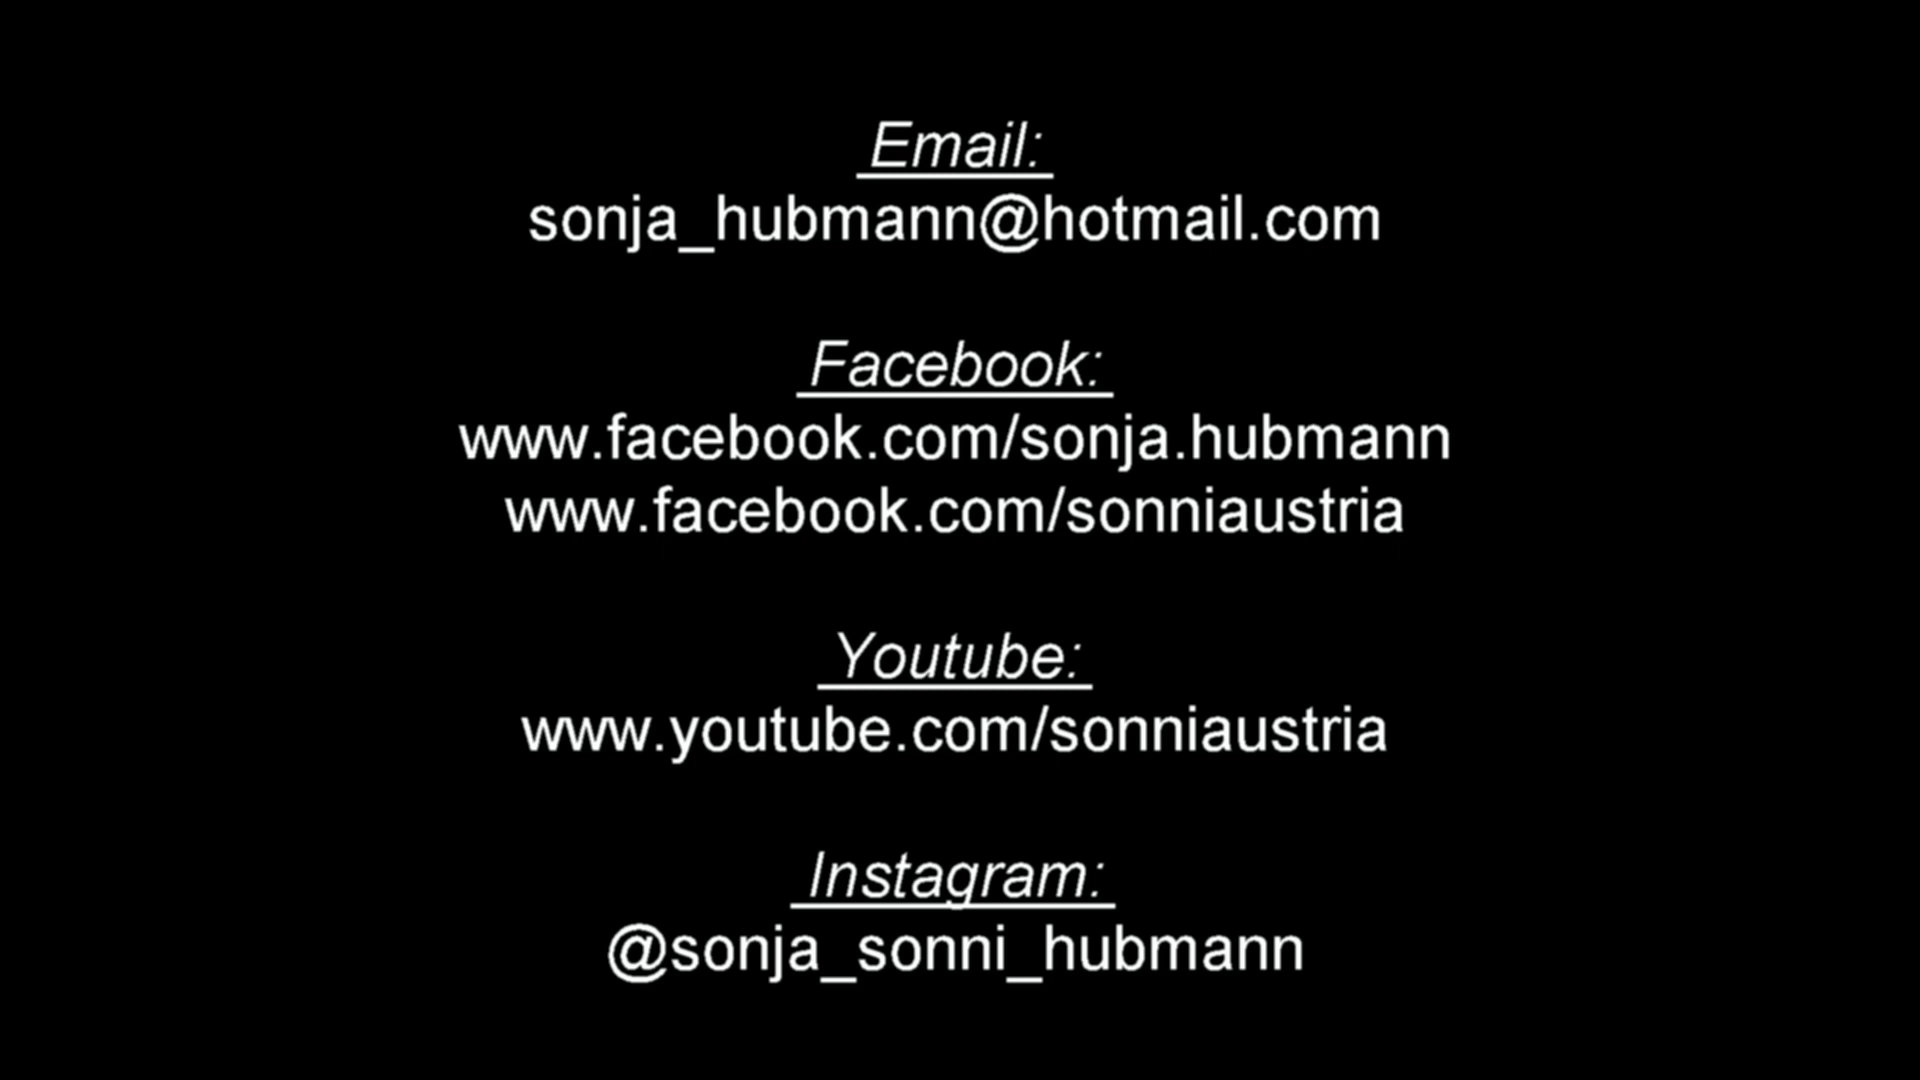 Email:
sonja_hubmann@hotmail.com
Facebook:
www.facebook.com/sonja.hubmann
www.facebook.com/sonniaustria
Youtube:
www.youtube.com/sonniaustria
Instagram:
@sonja_sonni_hubmann